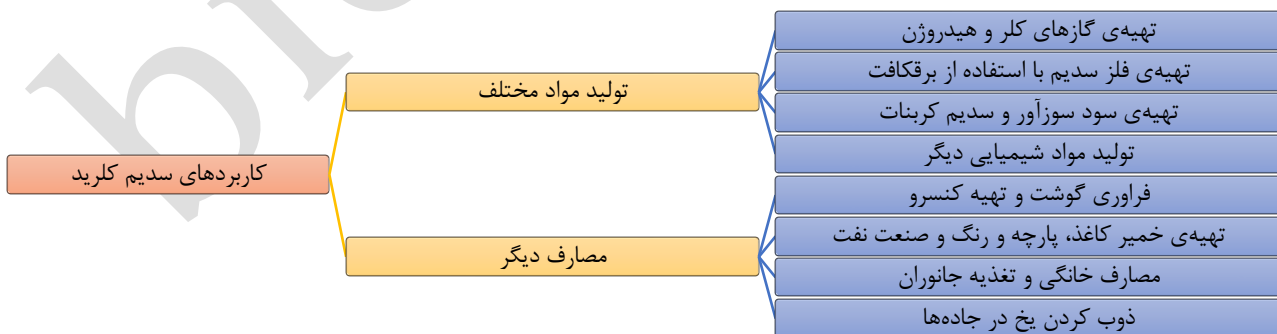 کاربردهای سدیم کلرید
تولید مواد مختلف
تهیه‌ی گازهای کلر و هیدروژن
تهیه‌ی فلز سدیم با استفاده از برقکافت
تهیه‌ی سود سوزآور و سدیم کربنات
تولید مواد شیمیایی دیگر
مصارف دیگر
فراوری گوشت و تهیه کنسرو
تهیه‌ی خمیر کاغذ، پارچه و رنگ و صنعت نفت
مصارف خانگی و تغذیه جانوران
ذوب کردن یخ در جاده‌ها